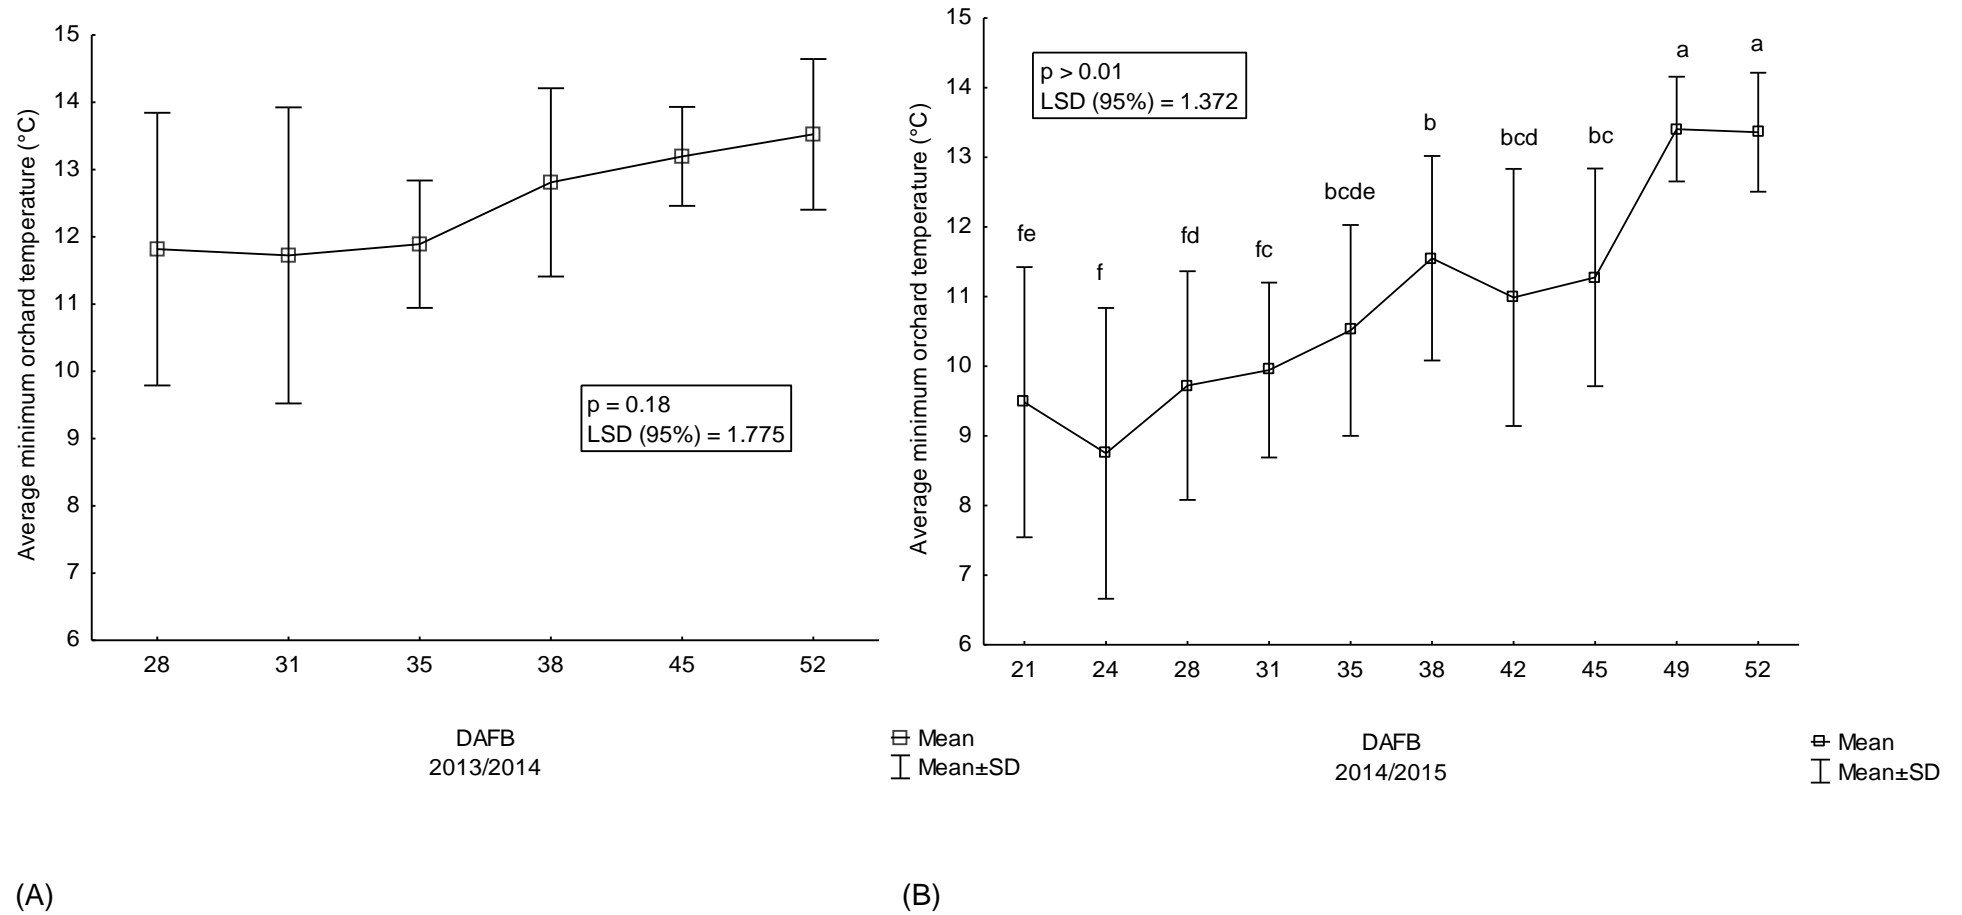 Average minimum orchard temperature (°C)
15
14
13
12
11
10
9
8
7
6
p = 0.18
LSD (95%) = 1.775
28 31 35 38 45 52
DAFB
2013/2014
Mean
Mean±SD
(A)
Average minimum orchard temperature (°C)
15
14
13
12
11
10
9
8
7
6
p > 0.01
LSD (95%) = 1.372
fe f fd fc bcde b bcd bc a a
21 24 28 31 35 38 42 45 49 52
DAFB
2014/2015
Mean
Mean±SD
(B)